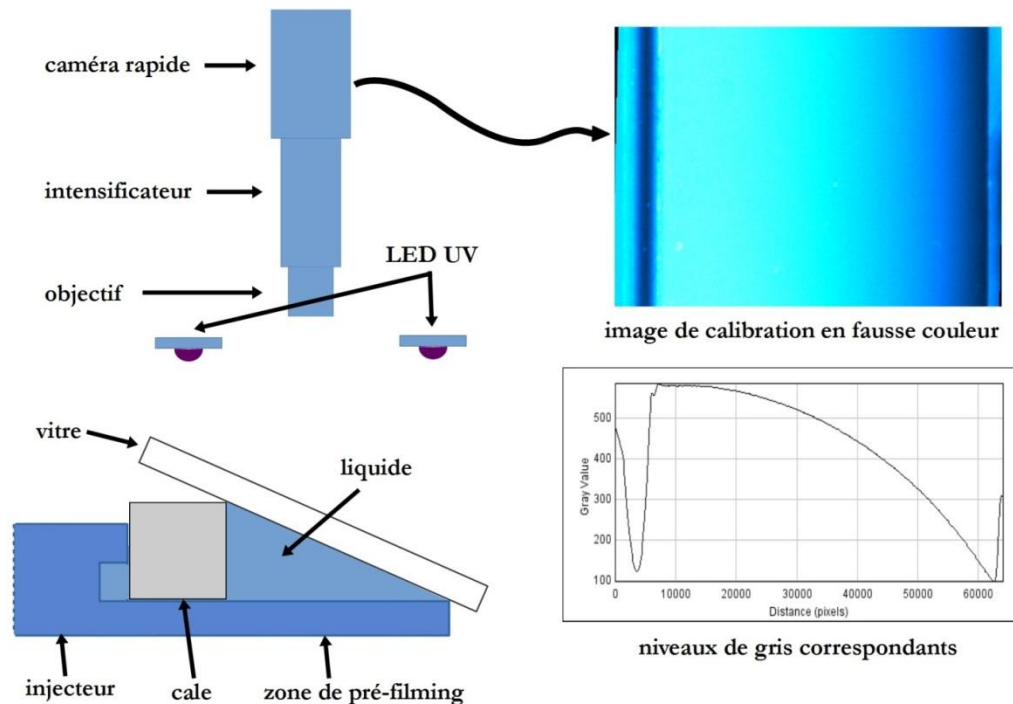 caméra rapide
intensificateur
LED UV
objectif
image de calibration en fausse couleur
vitre
liquide
injecteur
cale
zone de pré-filming
Gray Value
500
400
300
200
100
0
10000
20000
30000
40000
50000
60000
Distance (pixels)
niveaux de gris correspondants